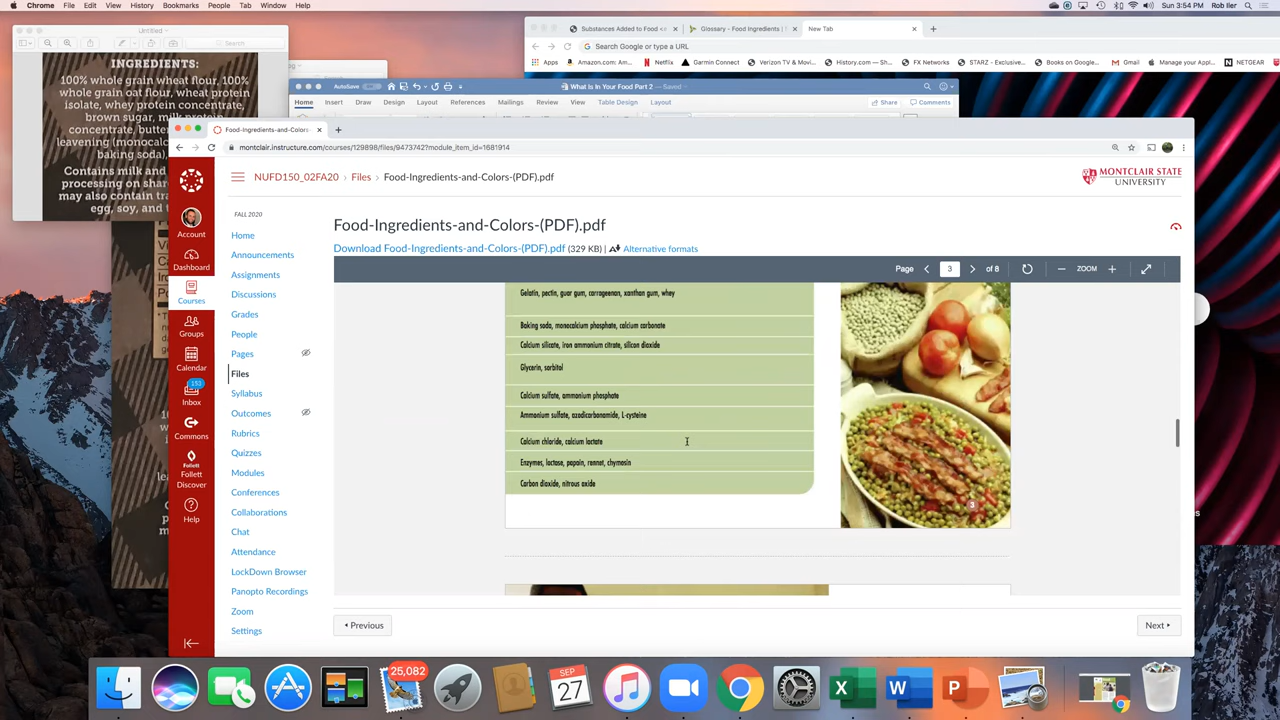 Chrome File Edit View History Bookmarks People Tab Window Help
Sun 3:54 PM Rob Iler
Untitled
Search
INGREDIENTS:
100% whole grain wheat flour, 100%
whole grain oat flour, wheat protein
isolate, whey protein concentrate,
brown sugar, milk protein
concentrate, butter
leavening (monocal
baking soda),
Contains milk and
processing on shar
may also contain tra
egg, soy, and t
Substances Added to Food
Glossary - Food Ingredients
New Tab
Search Google or type a URL
Apps Amazon.com: Am... Netflix Garmin Connect Verizon TV & Movi... History.com — Sho... FX Networks STARZ - Exclusive... Books on Google... Gmail Manage your Appl... NETGEAR
AutoSave
What Is In Your Food Part 2 — Saved
Home Insert Draw Design Layout References Mailings Review View Table Design Layout
Share Comments
Food-Ingredients-and-Colors-
montclair.instructure.com/courses/129898/files/9473742?module_item_id=1681914
NUFD150_02FA20 Files Food-Ingredients-and-Colors-(PDF).pdf
MONTCLAIR STATE
UNIVERSITY
Account
Dashboard
Courses
Groups
Calendar
153
Inbox
Commons
Follett
Follett
Discover
Help
FALL 2020
Home
Announcements
Assignments
Discussions
Grades
People
Pages
Files
Syllabus
Outcomes
Rubrics
Quizzes
Modules
Conferences
Collaborations
Chat
Attendance
LockDown Browser
Panopto Recordings
Zoom
Settings
Food-Ingredients-and-Colors-(PDF).pdf
Download Food-Ingredients-and-Colors-(PDF).pdf (329 KB) | Alternative formats
Page 3 of 8 ZOOM
Gelatin, pectin, guar gum, carrageenan, xanthan gum, whey
Baking soda, monocalcium phosphate, calcium carbonate
Calcium silicate, iron ammonium citrate, silicon dioxide
Glycerin, sorbitol
Calcium sulfate, ammonium phosphate
Ammonium sulfate, azodicarbonamide, L-cysteine
Calcium chloride, calcium lactate
Enzymes, lactase, papain, rennet, chymosin
Carbon dioxide, nitrous oxide
3
Previous
Next
25,082
SEP
27